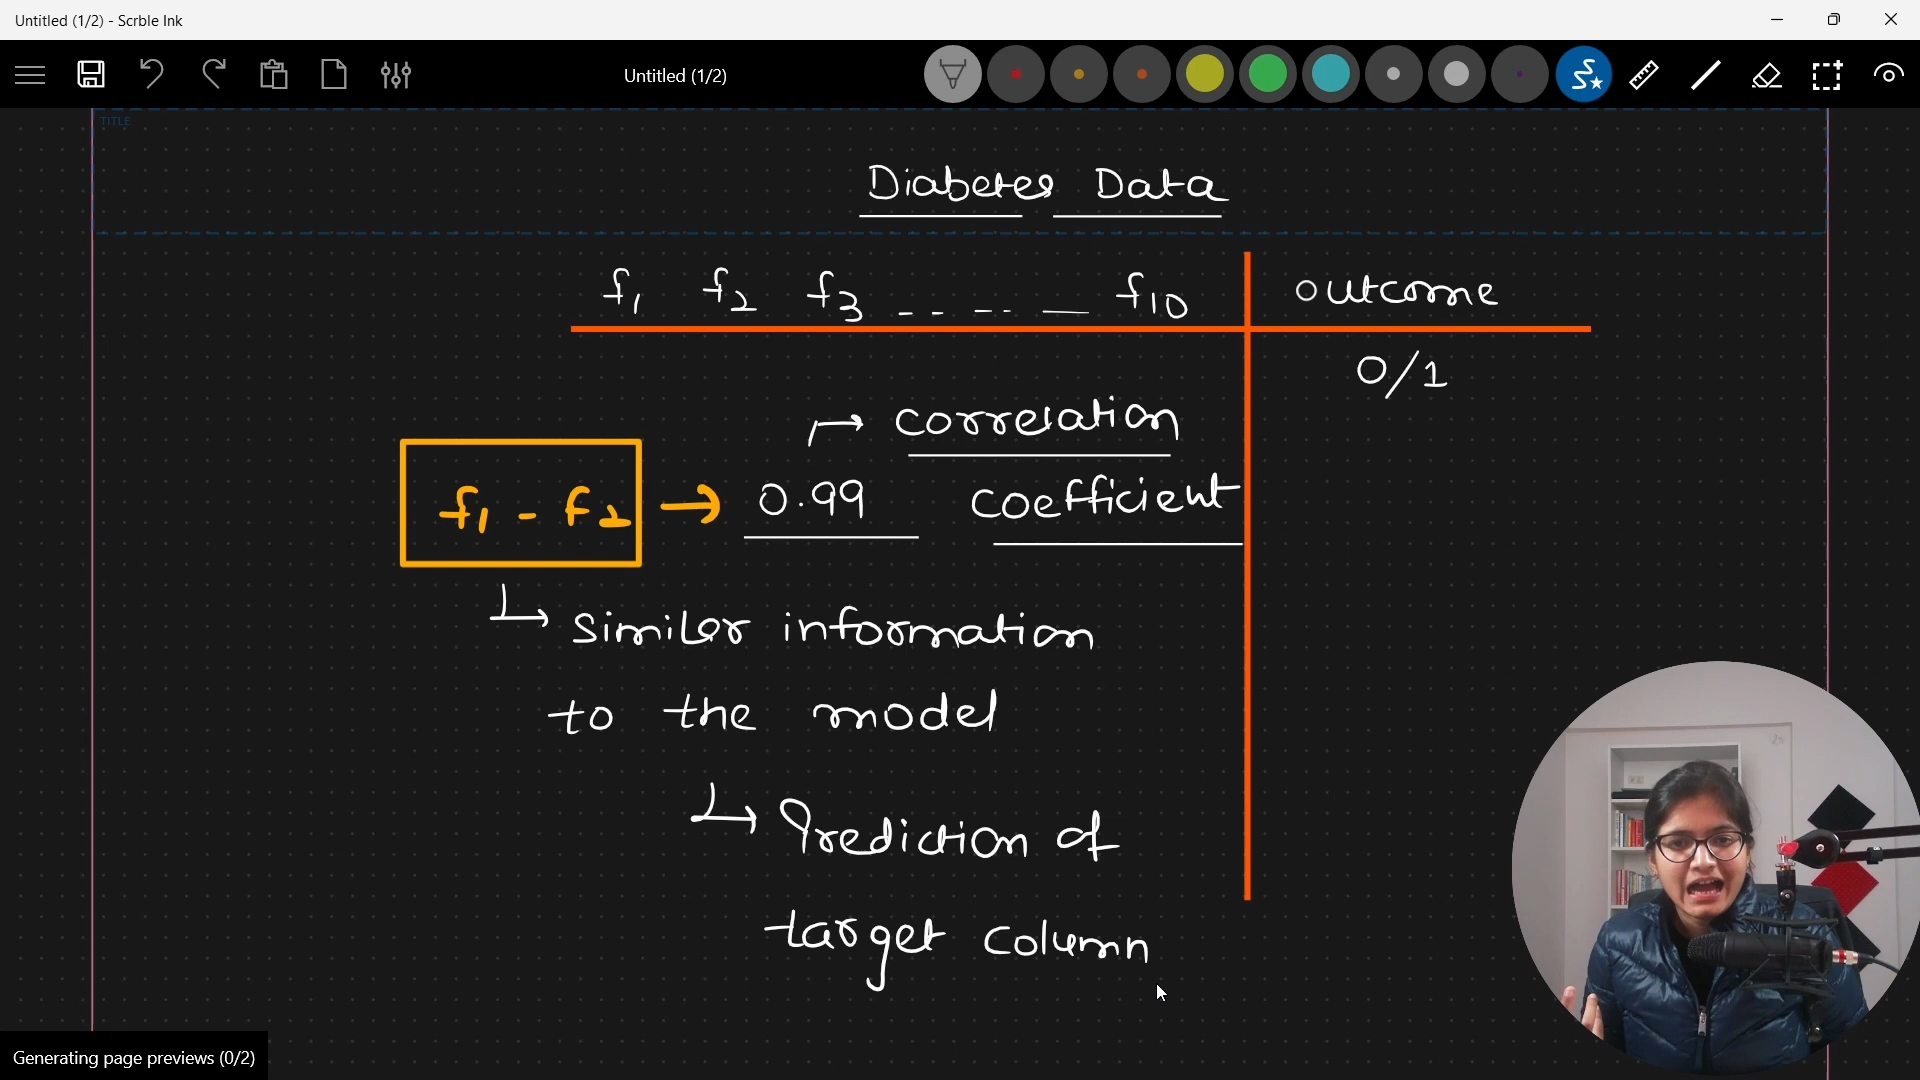 Untitled (1/2) - Scrble Ink
Untitled (1/2)
TITLE
Diabetes Data
f1 f2 f3 -- -- — f10 outcome
0/1
↦ correlation
f1 - f2 → 0.99 coefficient
↳ similar information
to the model
↳ Prediction of
target column
Generating page previews (0/2)